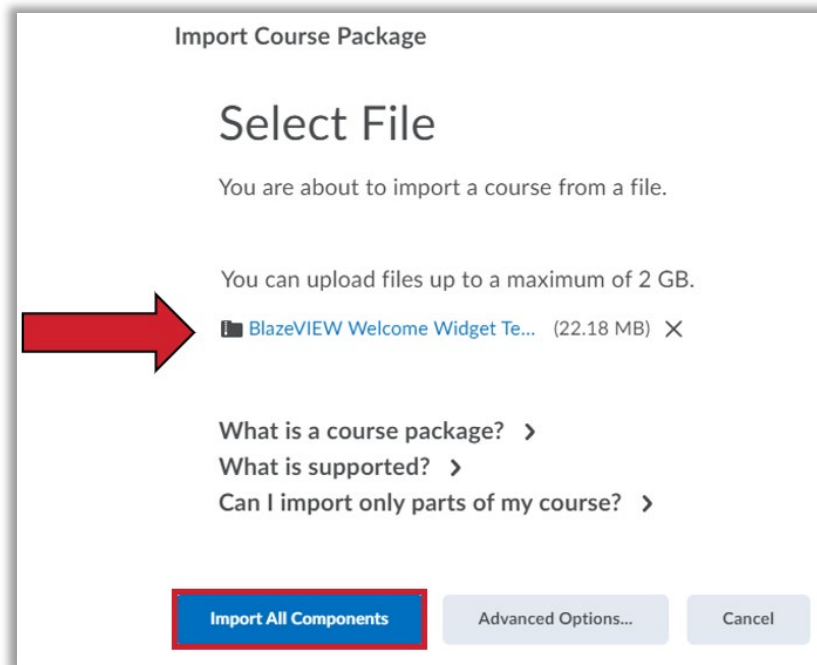 Import Course Package
Select File
You are about to import a course from a file.
You can upload files up to a maximum of 2 GB.
BlazeVIEW Welcome Widget Te... (22.18 MB)
What is a course package?
What is supported?
Can I import only parts of my course?
Import All Components Advanced Options... Cancel